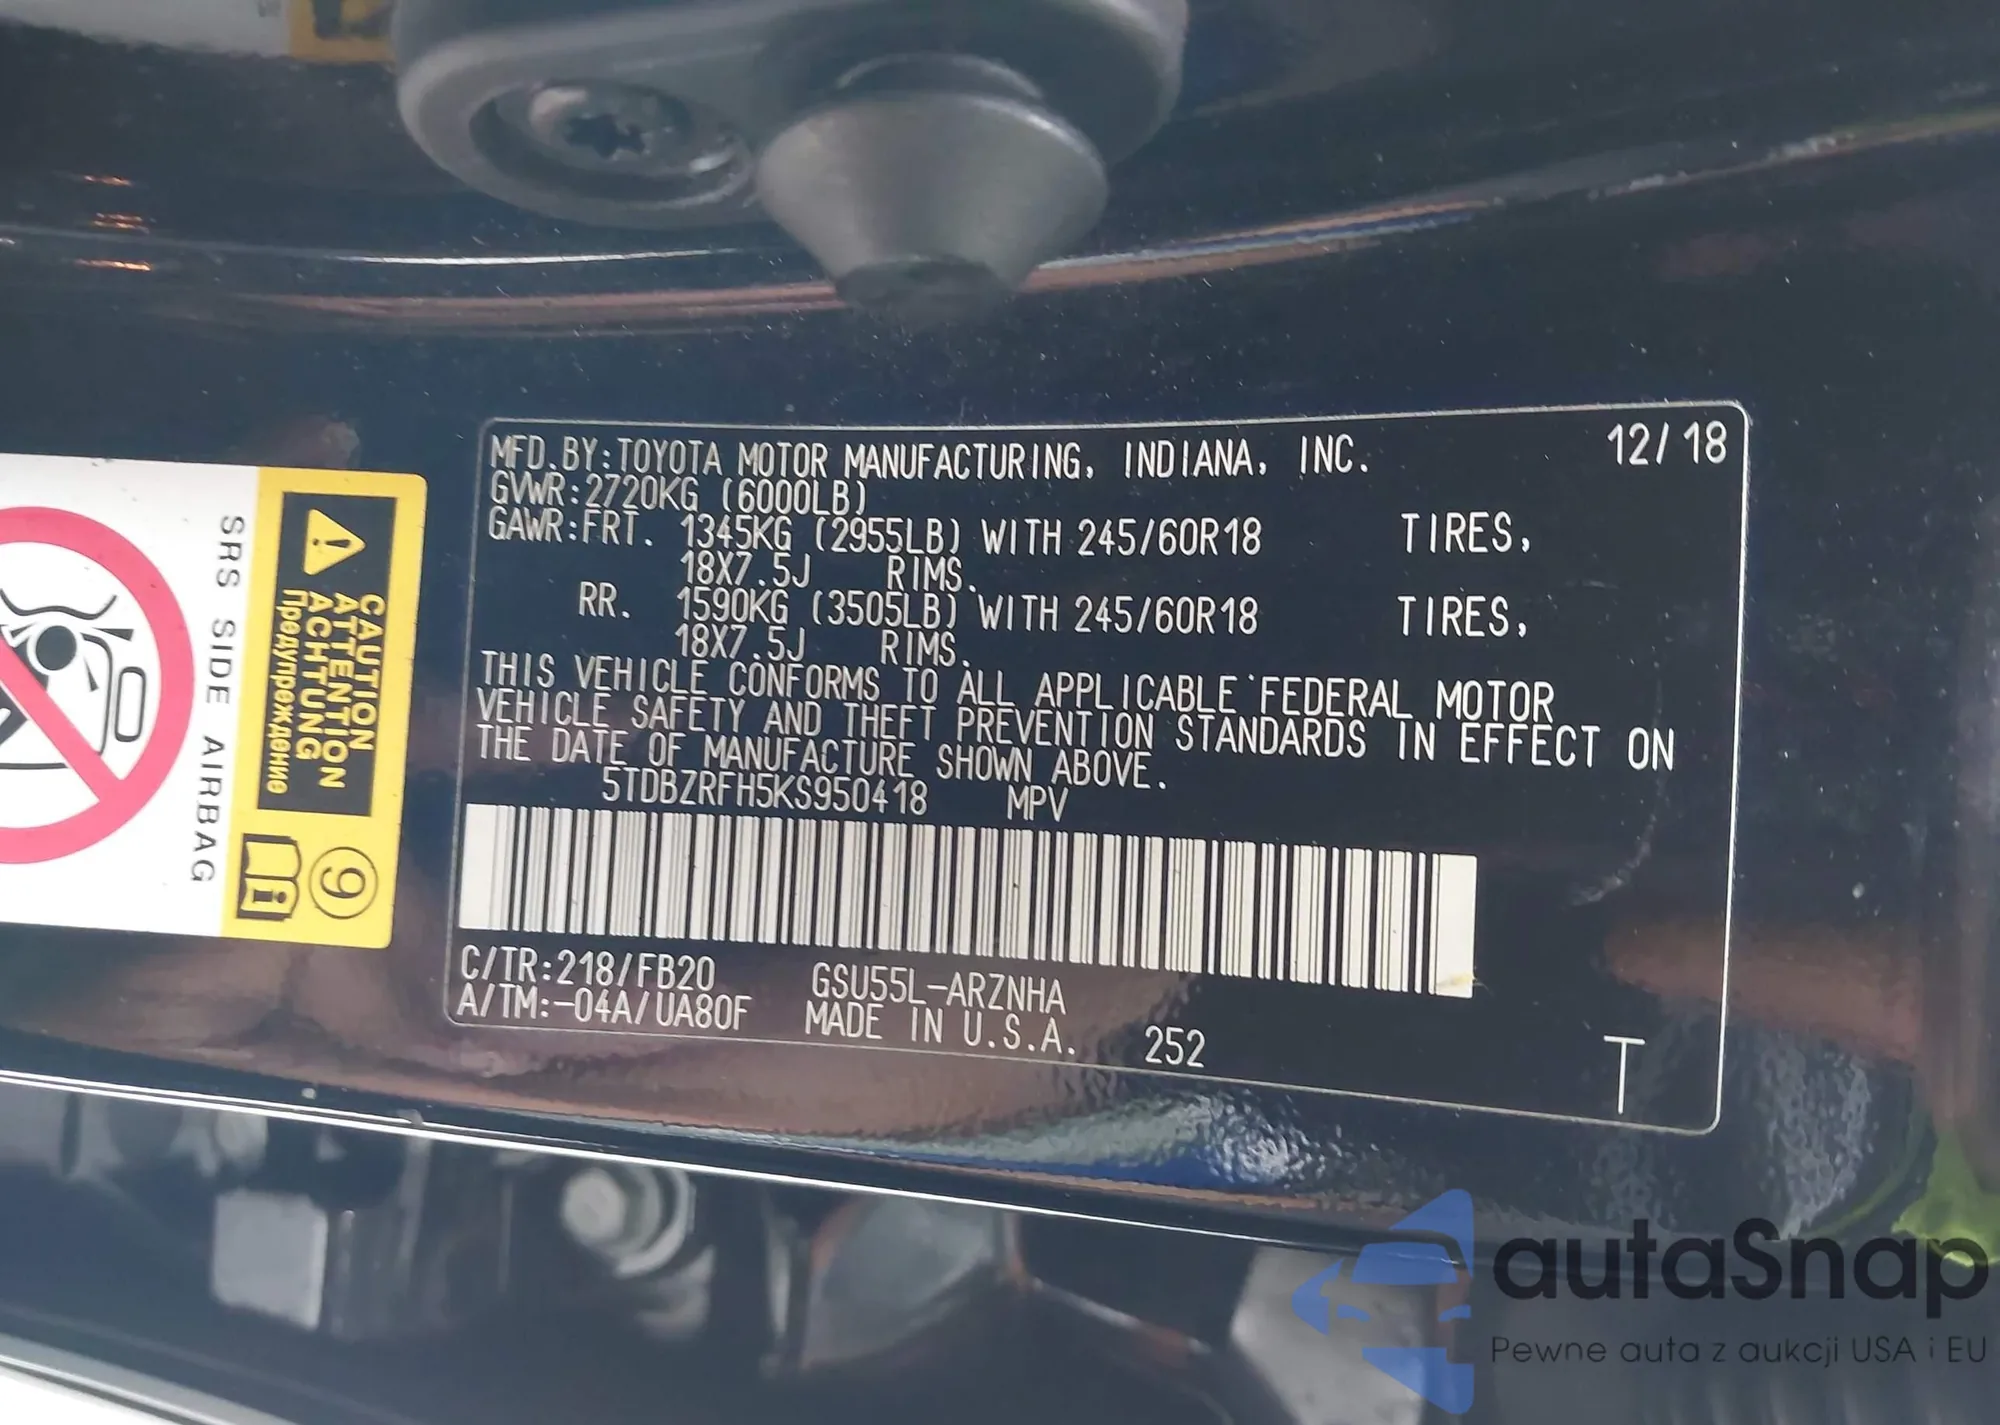 MFD.BY:TOYOTA MOTOR MANUFACTURING, INDIANA, INC. 12/18
GVWR:2720KG (6000LB)
GAWR:FRT. 1345KG (2955LB) WITH 245/60R18 TIRES,
18X7.5J RIMS.
RR. 1590KG (3505LB) WITH 245/60R18 TIRES,
18X7.5J RIMS.
THIS VEHICLE CONFORMS TO ALL APPLICABLE FEDERAL MOTOR
VEHICLE SAFETY AND THEFT PREVENTION STANDARDS IN EFFECT ON
THE DATE OF MANUFACTURE SHOWN ABOVE.
5TDBZRFH5KS950418 MPV
C/TR:218/FB20 GSU55L-ARZNHA
A/TM:-04A/UA80F MADE IN U.S.A. 252
T
CAUTION
ATTENTION
ACHTUNG
Предупреждение
9
SRS SIDE AIRBAG
autaSnap
Pewne auta z aukcji USA i EU